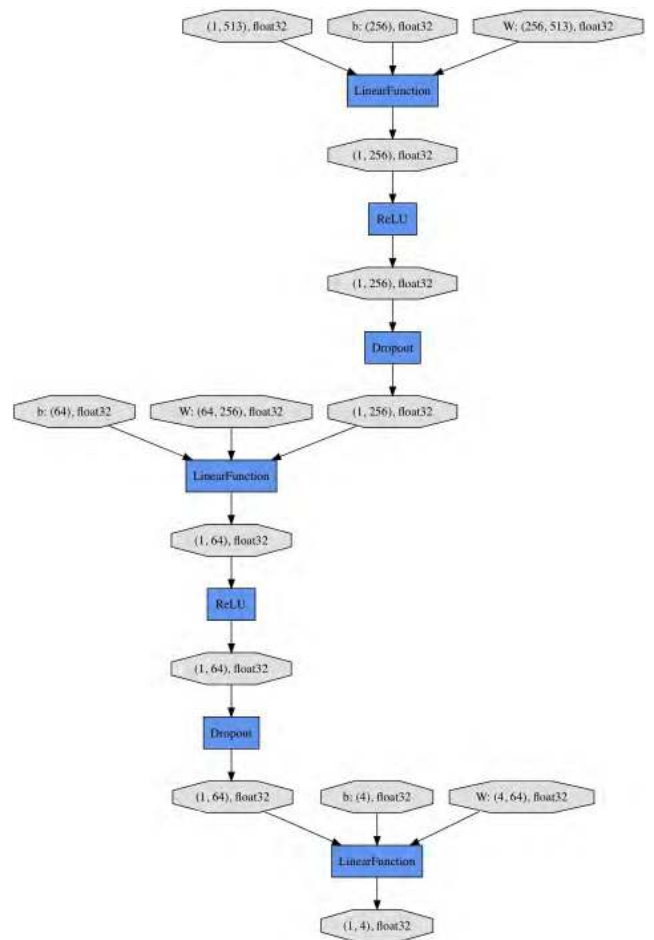 (1, 513), float32
b: (256), float32
W: (256, 513), float32
LinearFunction
(1, 256), float32
ReLU
(1, 256), float32
Dropout
b: (64), float32
W: (64, 256), float32
(1, 256), float32
LinearFunction
(1, 64), float32
ReLU
(1, 64), float32
Dropout
(1, 64), float32
b: (4), float32
W: (4, 64), float32
LinearFunction
(1, 4), float32